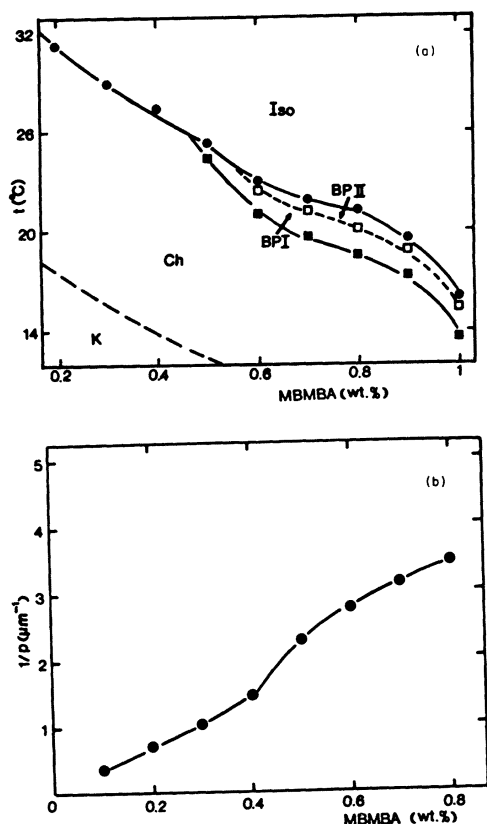 32
(a)
Iso
26
t(°C)
BPII
20
BPI
Ch
14
K
0.2 0.4 0.6 0.8 1
MBMBA (wt.%)
5
(b)
4
1/p(μm⁻¹)
3
2
1
0 0.2 0.4 0.6 0.8
MBMBA (wt.%)